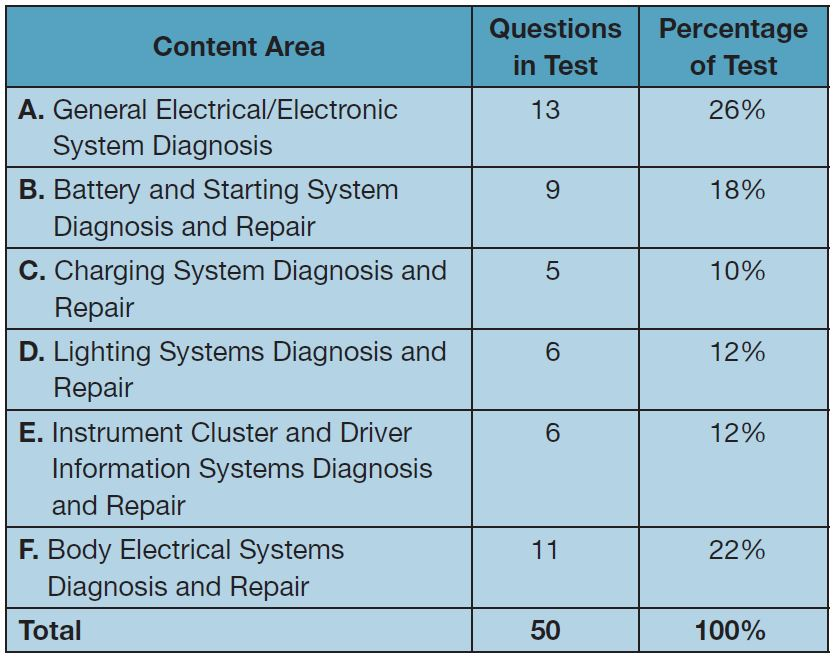 Content Area Questions in Test Percentage of Test
A. General Electrical/Electronic System Diagnosis 13 26%
B. Battery and Starting System Diagnosis and Repair 9 18%
C. Charging System Diagnosis and Repair 5 10%
D. Lighting Systems Diagnosis and Repair 6 12%
E. Instrument Cluster and Driver Information Systems Diagnosis and Repair 6 12%
F. Body Electrical Systems Diagnosis and Repair 11 22%
Total 50 100%